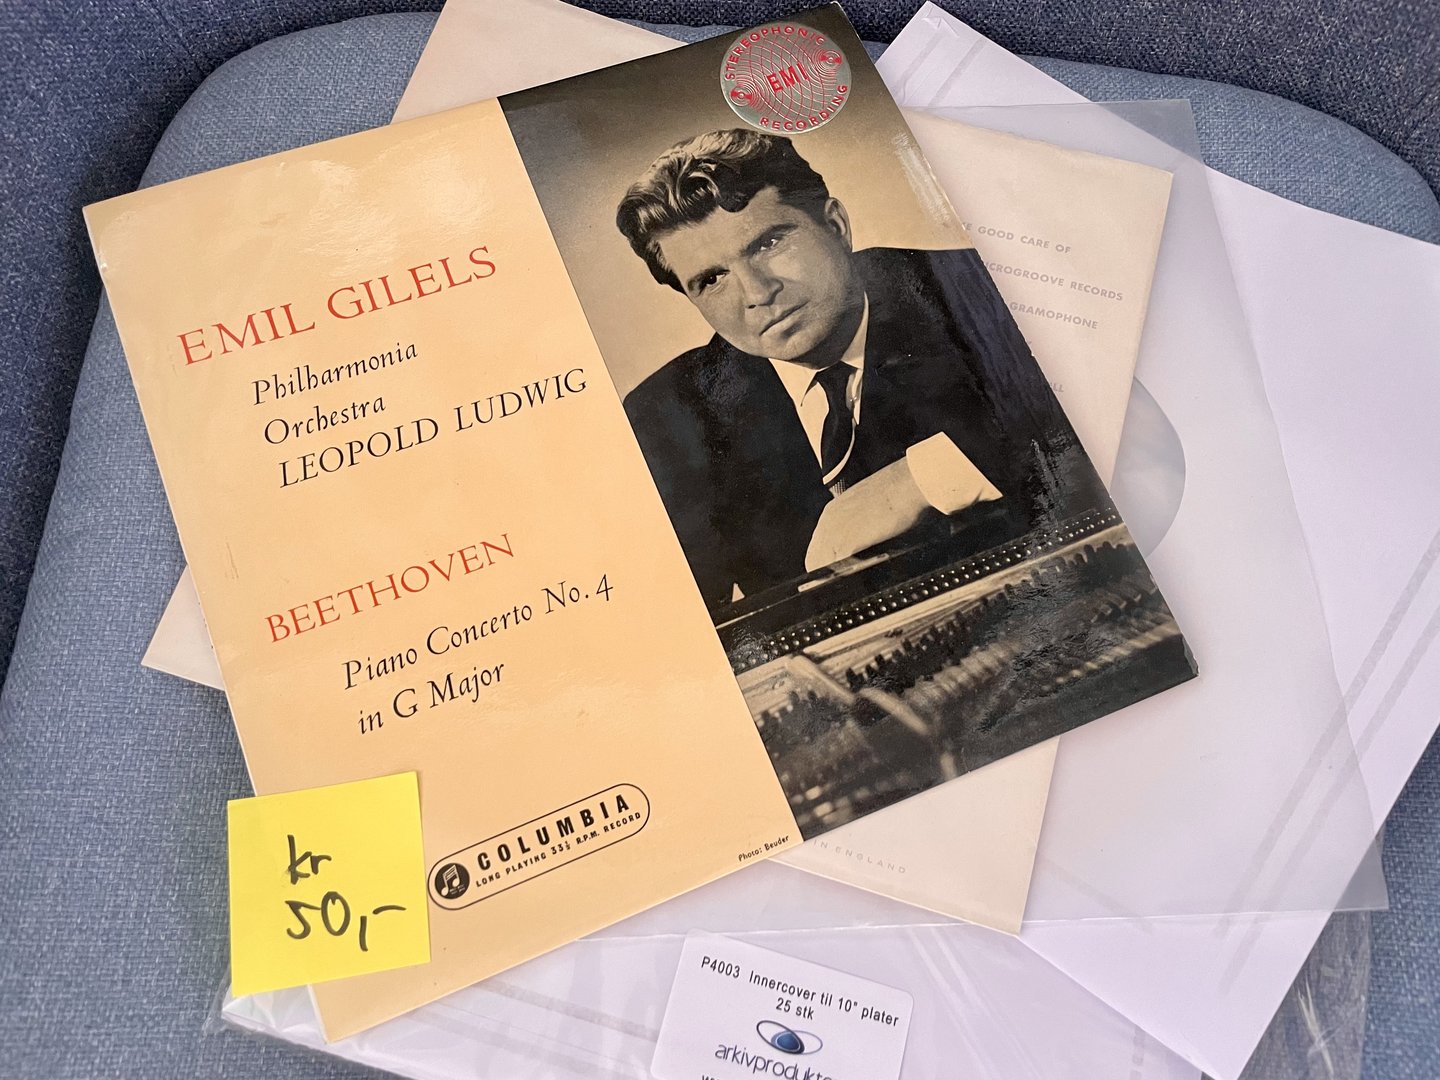 STEREOPHONIC
EMI
RECORDING
EMIL GILELS
Philharmonia
Orchestra
LEOPOLD LUDWIG
BEETHOVEN
Piano Concerto No. 4
in G Major
COLUMBIA
LONG PLAYING 33⅓ R.P.M. RECORD
Photo: Beuder
kr
50,-
GOOD CARE OF
RECORDS
GRAMOPHONE
IN ENGLAND
P4003 Innercover til 10" plater
25 stk